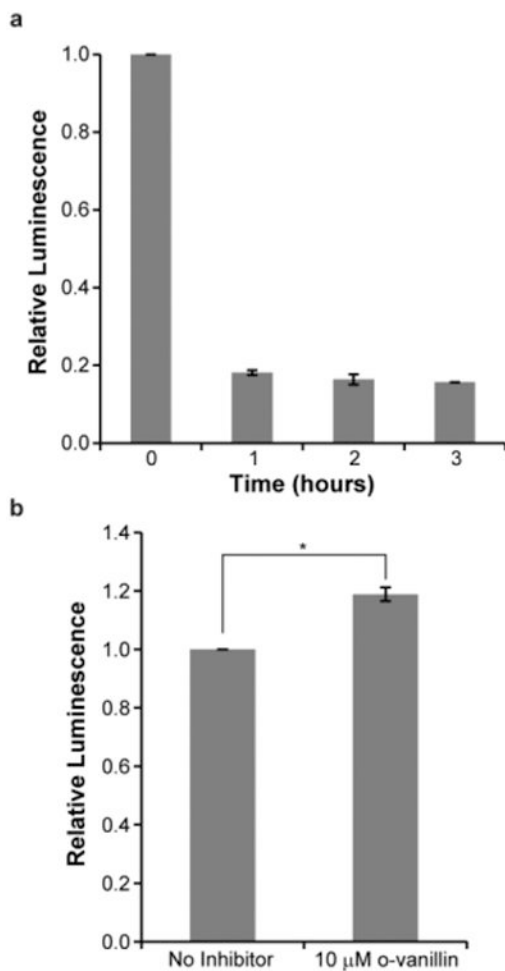 a
Relative Luminescence
1.0
0.8
0.6
0.4
0.2
0.0
0 1 2 3
Time (hours)
b
Relative Luminescence
1.4
1.2
1.0
0.8
0.6
0.4
0.2
0.0
*
No Inhibitor 10 μM o-vanillin